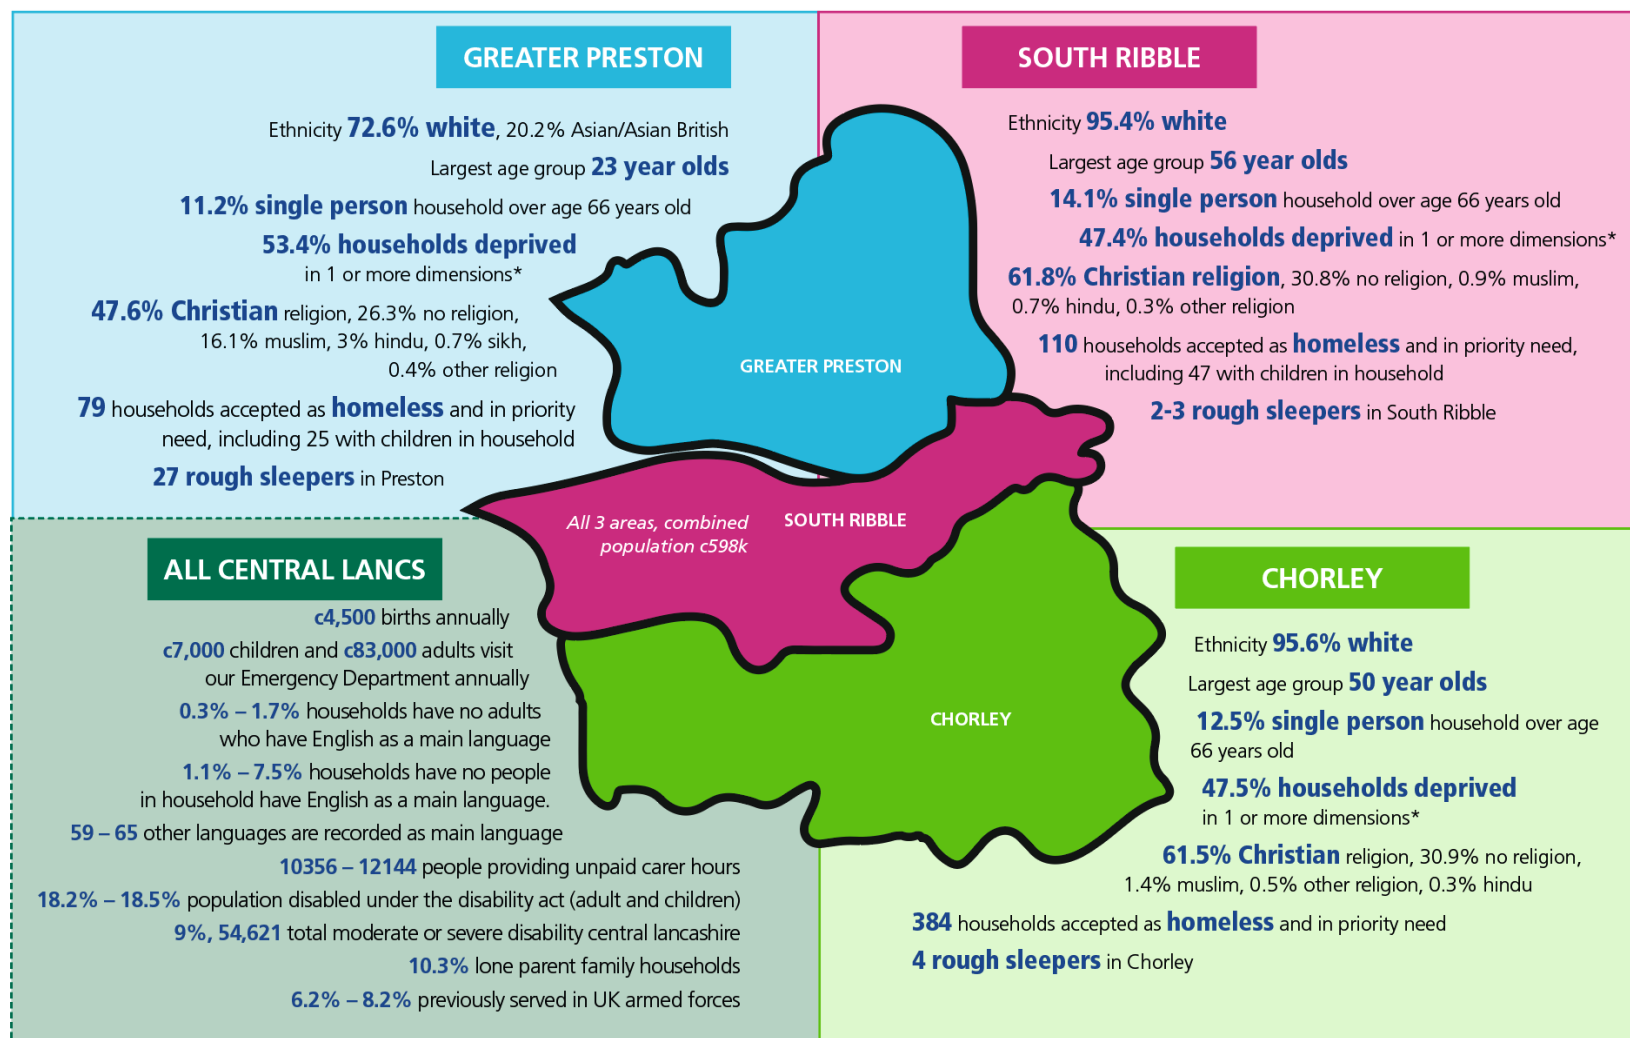 GREATER PRESTON
Ethnicity 72.6% white, 20.2% Asian/Asian British
Largest age group 23 year olds
11.2% single person household over age 66 years old
53.4% households deprived
in 1 or more dimensions*
47.6% Christian religion, 26.3% no religion,
16.1% muslim, 3% hindu, 0.7% sikh,
0.4% other religion
79 households accepted as homeless and in priority
need, including 25 with children in household
27 rough sleepers in Preston
SOUTH RIBBLE
Ethnicity 95.4% white
Largest age group 56 year olds
14.1% single person household over age 66 years old
47.4% households deprived in 1 or more dimensions*
61.8% Christian religion, 30.8% no religion, 0.9% muslim,
0.7% hindu, 0.3% other religion
110 households accepted as homeless and in priority need,
including 47 with children in household
2-3 rough sleepers in South Ribble
GREATER PRESTON
All 3 areas, combined
population c598k
SOUTH RIBBLE
CHORLEY
ALL CENTRAL LANCS
c4,500 births annually
c7,000 children and c83,000 adults visit
our Emergency Department annually
0.3% – 1.7% households have no adults
who have English as a main language
1.1% – 7.5% households have no people
in household have English as a main language.
59 – 65 other languages are recorded as main language
10356 – 12144 people providing unpaid carer hours
18.2% – 18.5% population disabled under the disability act (adult and children)
9%, 54,621 total moderate or severe disability central lancashire
10.3% lone parent family households
6.2% – 8.2% previously served in UK armed forces
CHORLEY
Ethnicity 95.6% white
Largest age group 50 year olds
12.5% single person household over age
66 years old
47.5% households deprived
in 1 or more dimensions*
61.5% Christian religion, 30.9% no religion,
1.4% muslim, 0.5% other religion, 0.3% hindu
384 households accepted as homeless and in priority need
4 rough sleepers in Chorley